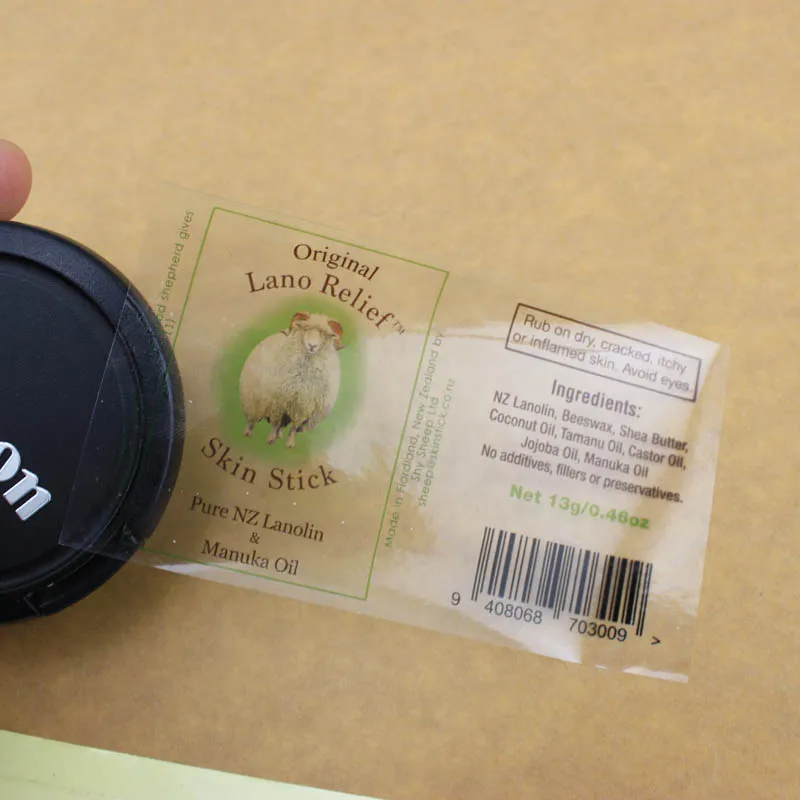 shepherd gives
Original
Lano Relief™
Skin Stick
Pure NZ Lanolin
&
Manuka Oil
Made in Fiordland, New Zealand by
Shy Sheep Ltd
sheep@skinstick.co.nz
Rub on dry, cracked, itchy
or inflamed skin. Avoid eyes.
Ingredients:
NZ Lanolin, Beeswax, Shea Butter,
Coconut Oil, Tamanu Oil, Castor Oil,
Jojoba Oil, Manuka Oil
No additives, fillers or preservatives.
Net 13g/0.46oz
9 408068 703009 >
on